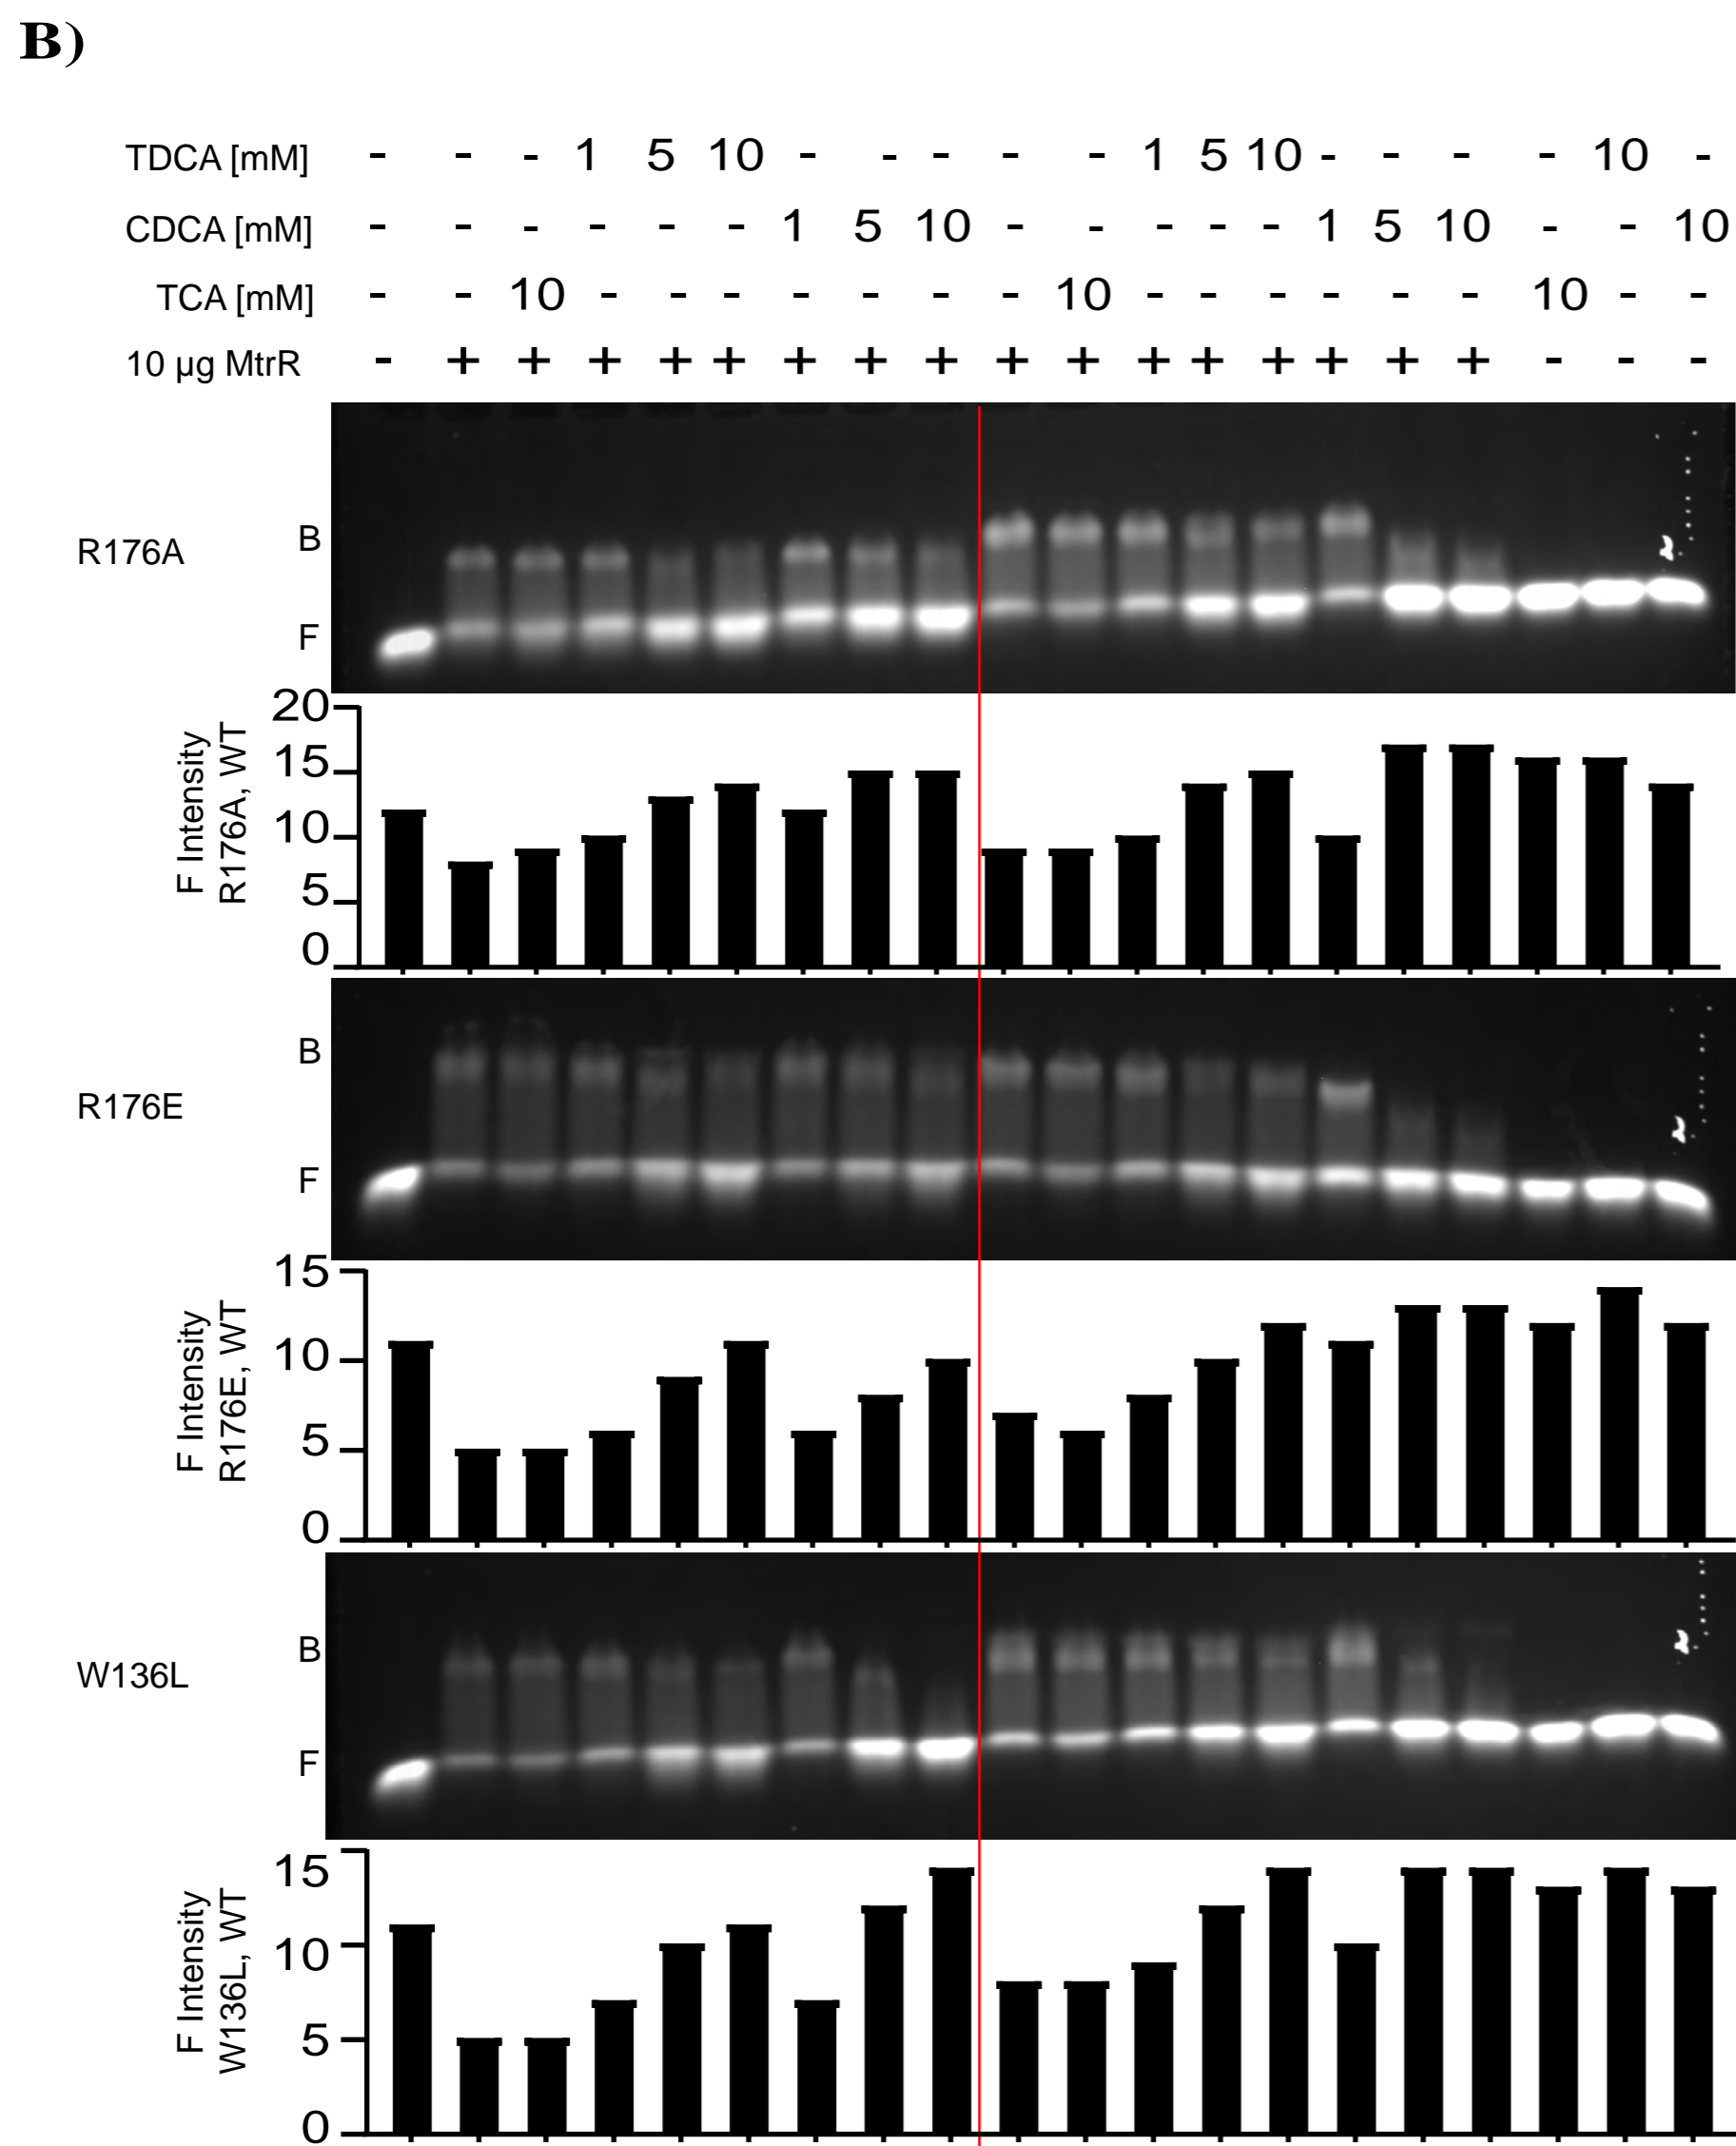 B)
TDCA [mM] - - - 1 5 10 - - - - - 1 5 10 - - - - 10 -
CDCA [mM] - - - - - - 1 5 10 - - - - - 1 5 10 - - 10
TCA [mM] - - 10 - - - - - - - 10 - - - - - - 10 - -
10 µg MtrR - + + + + + + + + + + + + + + + + - - -
R176A
B
F
F Intensity
R176A, WT
20
15
10
5
0
R176E
B
F
F Intensity
R176E, WT
15
10
5
0
W136L
B
F
F Intensity
W136L, WT
15
10
5
0